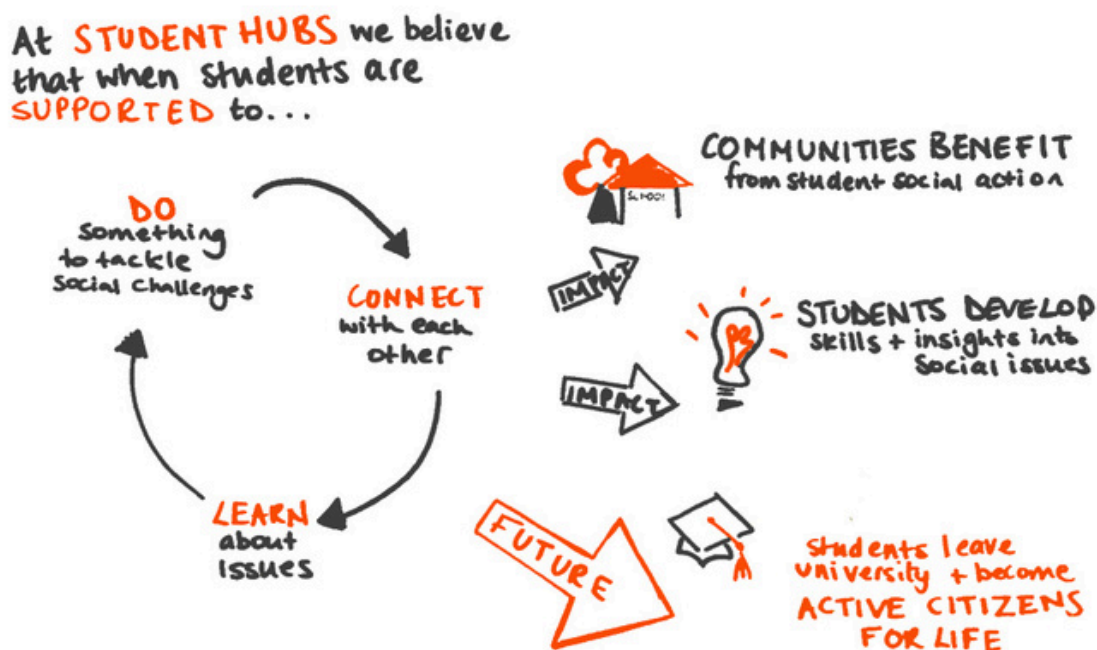 At STUDENT HUBS we believe
that when students are
SUPPORTED to...
DO
something
to tackle
Social challenges
CONNECT
with each
other
LEARN
about
issues
SCHOOL
COMMUNITIES BENEFIT
from student social action
IMPACT
STUDENTS DEVELOP
skills + insights into
Social issues
IMPACT
FUTURE
students leave
university + become
ACTIVE CITIZENS
FOR LIFE